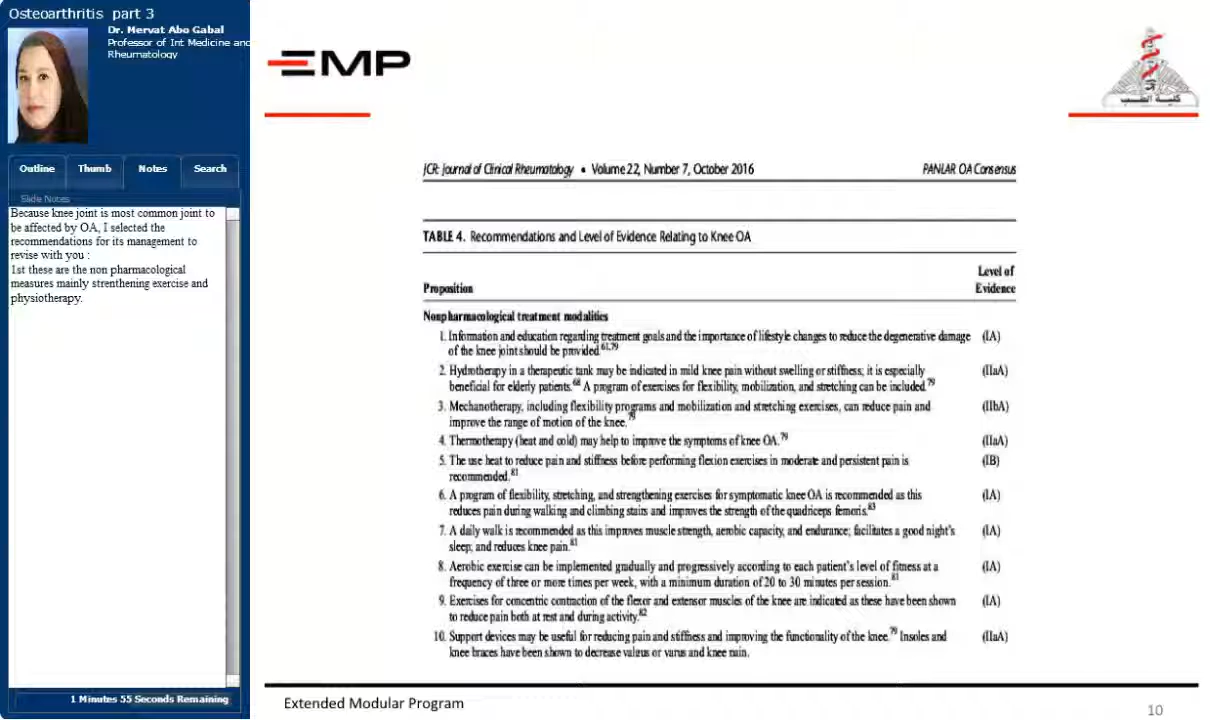 Osteoarthritis part 3
Dr. Mervat Abo Gabal
Professor of Int Medicine and
Rheumatology
Outline
Thumb
Notes
Search
Slide Notes
Because knee joint is most common joint to
be affected by OA, I selected the
recommendations for its management to
revise with you :
1st these are the non pharmacological
measures mainly strenthening exercise and
physiotherapy.
1 Minutes 55 Seconds Remaining
EMP
كلية الطب
JCR: Journal of Clinical Rheumatology • Volume 22, Number 7, October 2016
PANLAR OA Consensus
TABLE 4. Recommendations and Level of Evidence Relating to Knee OA
Proposition
Level of
Evidence
Nonpharmacological treatment modalities
1. Information and education regarding treatment goals and the importance of lifestyle changes to reduce the degenerative damage (IA)
of the knee joint should be provided.61,79
2. Hydrotherapy in a therapeutic tank may be indicated in mild knee pain without swelling or stiffness; it is especially (IIaA)
beneficial for elderly patients.68 A program of exercises for flexibility, mobilization, and stretching can be included.79
3. Mechanotherapy, including flexibility programs and mobilization and stretching exercises, can reduce pain and (IIbA)
improve the range of motion of the knee.79
4. Thermotherapy (heat and cold) may help to improve the symptoms of knee OA.79 (IIaA)
5. The use heat to reduce pain and stiffness before performing flexion exercises in moderate and persistent pain is (IB)
recommended.81
6. A program of flexibility, stretching, and strengthening exercises for symptomatic knee OA is recommended as this (IA)
reduces pain during walking and climbing stairs and improves the strength of the quadriceps femoris.83
7. A daily walk is recommended as this improves muscle strength, aerobic capacity, and endurance; facilitates a good night's (IA)
sleep; and reduces knee pain.81
8. Aerobic exercise can be implemented gradually and progressively according to each patient's level of fitness at a (IA)
frequency of three or more times per week, with a minimum duration of 20 to 30 minutes per session.81
9. Exercises for concentric contraction of the flexor and extensor muscles of the knee are indicated as these have been shown (IA)
to reduce pain both at rest and during activity.82
10. Support devices may be useful for reducing pain and stiffness and improving the functionality of the knee.79 Insoles and (IIaA)
knee braces have been shown to decrease valgus or varus and knee pain.
Extended Modular Program
10